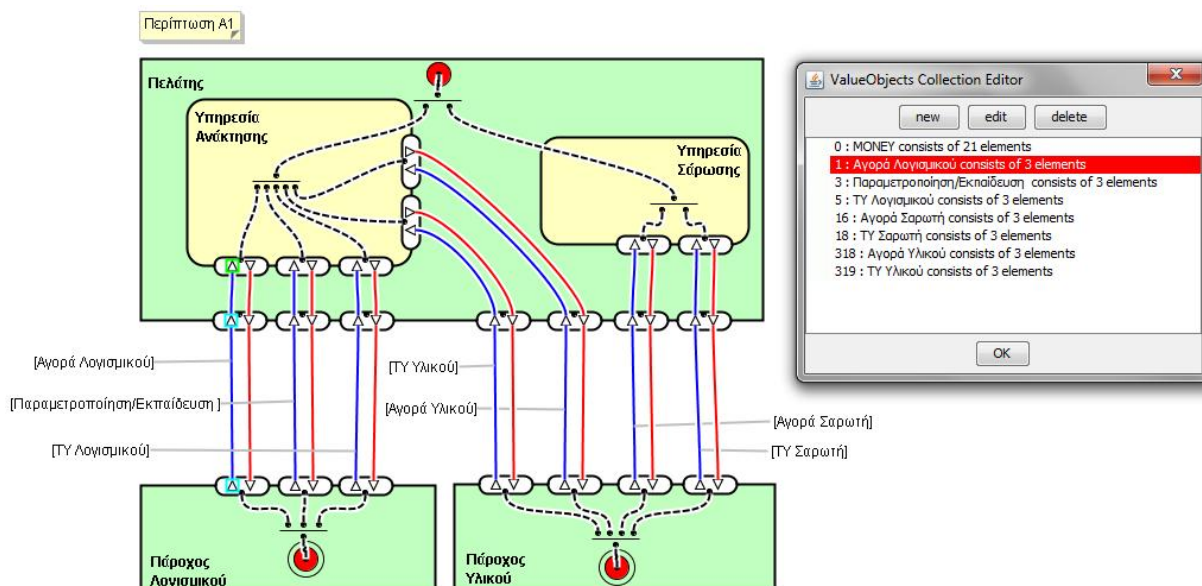 Περίπτωση Α1
Πελάτης
Υπηρεσία
Ανάκτησης
Υπηρεσία
Σάρωσης
[Αγορά Λογισμικού]
[Παραμετροποίηση/Εκπαίδευση ]
[ΤΥ Λογισμικού]
[ΤΥ Υλικού]
[Αγορά Υλικού]
[Αγορά Σαρωτή]
[ΤΥ Σαρωτή]
Πάροχος
Λογισμικού
Πάροχος
Υλικού
ValueObjects Collection Editor
new edit delete
0 : MONEY consists of 21 elements
1 : Αγορά Λογισμικού consists of 3 elements
3 : Παραμετροποίηση/Εκπαίδευση consists of 3 elements
5 : ΤΥ Λογισμικού consists of 3 elements
16 : Αγορά Σαρωτή consists of 3 elements
18 : ΤΥ Σαρωτή consists of 3 elements
318 : Αγορά Υλικού consists of 3 elements
319 : ΤΥ Υλικού consists of 3 elements
OK